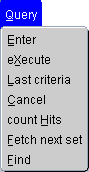 Query
Enter
eXecute
Last criteria
Cancel
count Hits
Fetch next set
Find